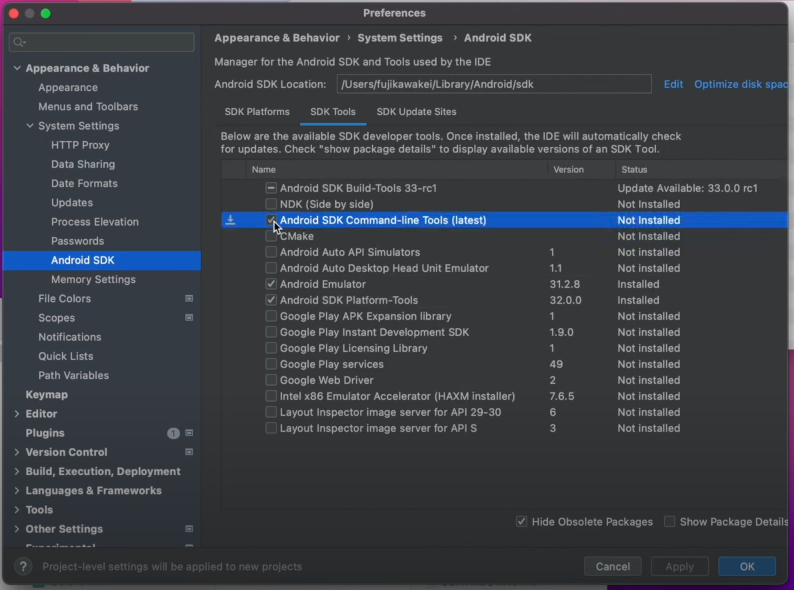 Preferences
Appearance & Behavior
Appearance
Menus and Toolbars
System Settings
HTTP Proxy
Data Sharing
Date Formats
Updates
Process Elevation
Passwords
Android SDK
Memory Settings
File Colors
Scopes
Notifications
Quick Lists
Path Variables
Keymap
Editor
Plugins 1
Version Control
Build, Execution, Deployment
Languages & Frameworks
Tools
Other Settings
Experimental
Appearance & Behavior › System Settings › Android SDK
Manager for the Android SDK and Tools used by the IDE
Android SDK Location: /Users/fujikawakei/Library/Android/sdk Edit Optimize disk spac
SDK Platforms SDK Tools SDK Update Sites
Below are the available SDK developer tools. Once installed, the IDE will automatically check
for updates. Check "show package details" to display available versions of an SDK Tool.
Name Version Status
Android SDK Build-Tools 33-rc1 Update Available: 33.0.0 rc1
NDK (Side by side) Not Installed
Android SDK Command-line Tools (latest) Not Installed
CMake Not Installed
Android Auto API Simulators 1 Not installed
Android Auto Desktop Head Unit Emulator 1.1 Not installed
Android Emulator 31.2.8 Installed
Android SDK Platform-Tools 32.0.0 Installed
Google Play APK Expansion library 1 Not installed
Google Play Instant Development SDK 1.9.0 Not installed
Google Play Licensing Library 1 Not installed
Google Play services 49 Not installed
Google Web Driver 2 Not installed
Intel x86 Emulator Accelerator (HAXM installer) 7.6.5 Not installed
Layout Inspector image server for API 29-30 6 Not installed
Layout Inspector image server for API S 3 Not installed
Hide Obsolete Packages Show Package Details
? Project-level settings will be applied to new projects
Cancel Apply OK